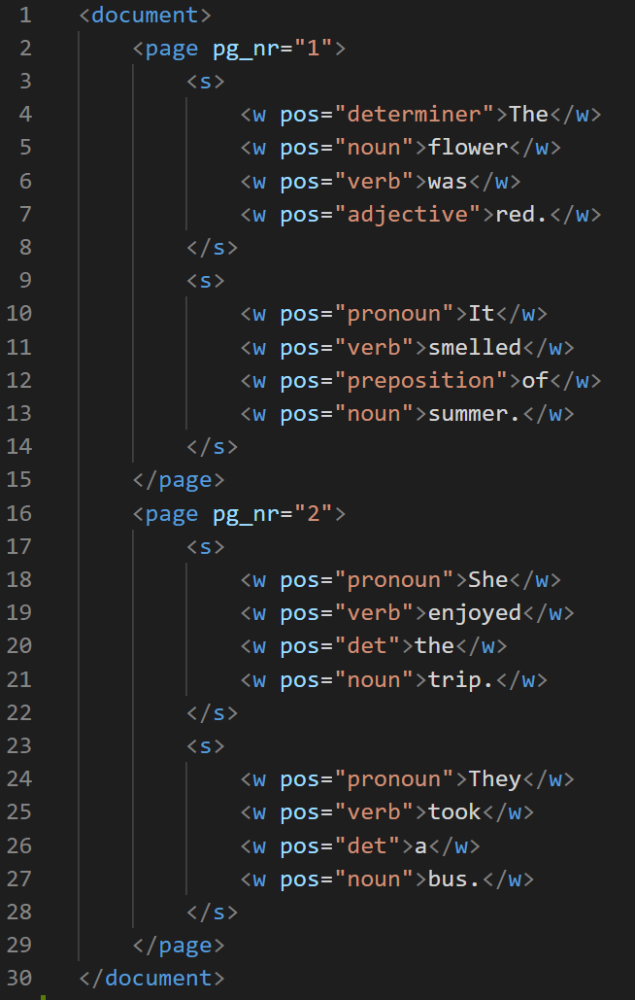 1 <document>
2 <page pg_nr="1">
3 <s>
4 <w pos="determiner">The</w>
5 <w pos="noun">flower</w>
6 <w pos="verb">was</w>
7 <w pos="adjective">red.</w>
8 </s>
9 <s>
10 <w pos="pronoun">It</w>
11 <w pos="verb">smelled</w>
12 <w pos="preposition">of</w>
13 <w pos="noun">summer.</w>
14 </s>
15 </page>
16 <page pg_nr="2">
17 <s>
18 <w pos="pronoun">She</w>
19 <w pos="verb">enjoyed</w>
20 <w pos="det">the</w>
21 <w pos="noun">trip.</w>
22 </s>
23 <s>
24 <w pos="pronoun">They</w>
25 <w pos="verb">took</w>
26 <w pos="det">a</w>
27 <w pos="noun">bus.</w>
28 </s>
29 </page>
30 </document>